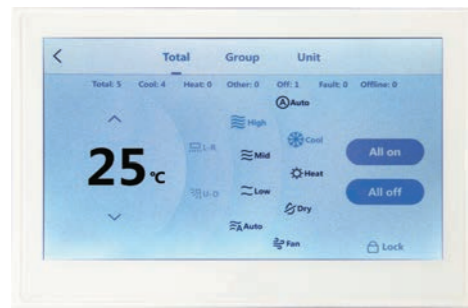 Total Group Unit
Total: 5 Cool: 4 Heat: 0 Other: 0 Off: 1 Fault: 0 Offline: 0
Auto
High
Cool
L-R
Mid
All on
25°C
Heat
U-D
Low
All off
Dry
Auto
Fan
Lock